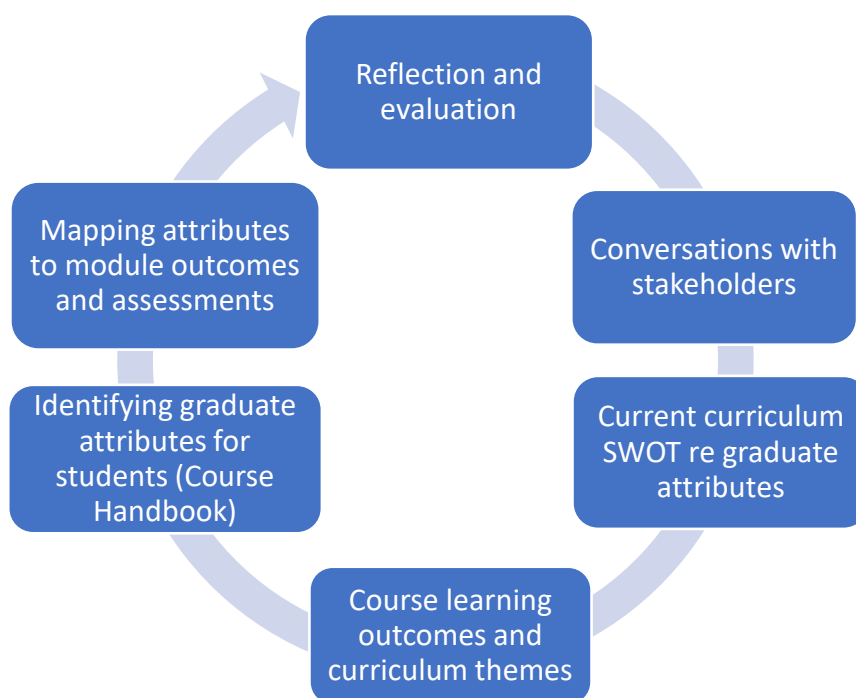 Reflection and
evaluation
Conversations with
stakeholders
Current curriculum
SWOT re graduate
attributes
Course learning
outcomes and
curriculum themes
Identifying graduate
attributes for
students (Course
Handbook)
Mapping attributes
to module outcomes
and assessments